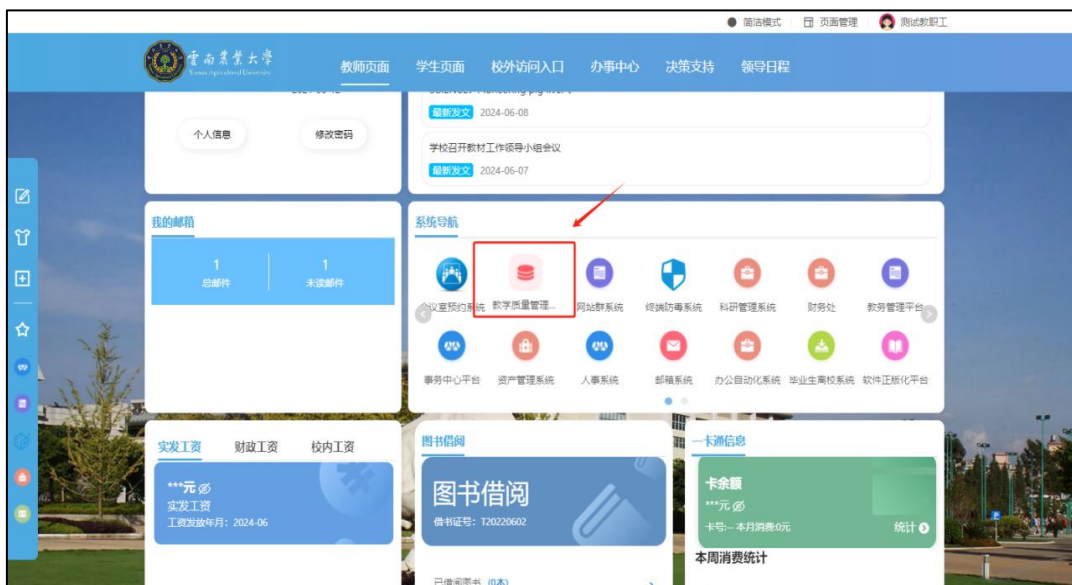 简洁模式
页面管理
测试教职工
雲南農業大學
Yunnan Agricultural University
教师页面
学生页面
校外访问入口
办事中心
决策支持
领导日程
个人信息
修改密码
最新发文 2024-06-08
学校召开教材工作领导小组会议
最新发文 2024-06-07
我的邮箱
1
总邮件
1
未读邮件
系统导航
会议室预约系统
教学质量管理...
网站群系统
终端防毒系统
科研管理系统
财务处
教务管理平台
事务中心平台
资产管理系统
人事系统
邮箱系统
办公自动化系统
毕业生离校系统
软件正版化平台
实发工资
财政工资
校内工资
***元
实发工资
工资发放年月：2024-06
图书借阅
图书借阅
借书证号：T20220602
已借阅图书 (0本)
一卡通信息
卡余额
***元
卡号:-- 本月消费:0元
统计
本周消费统计